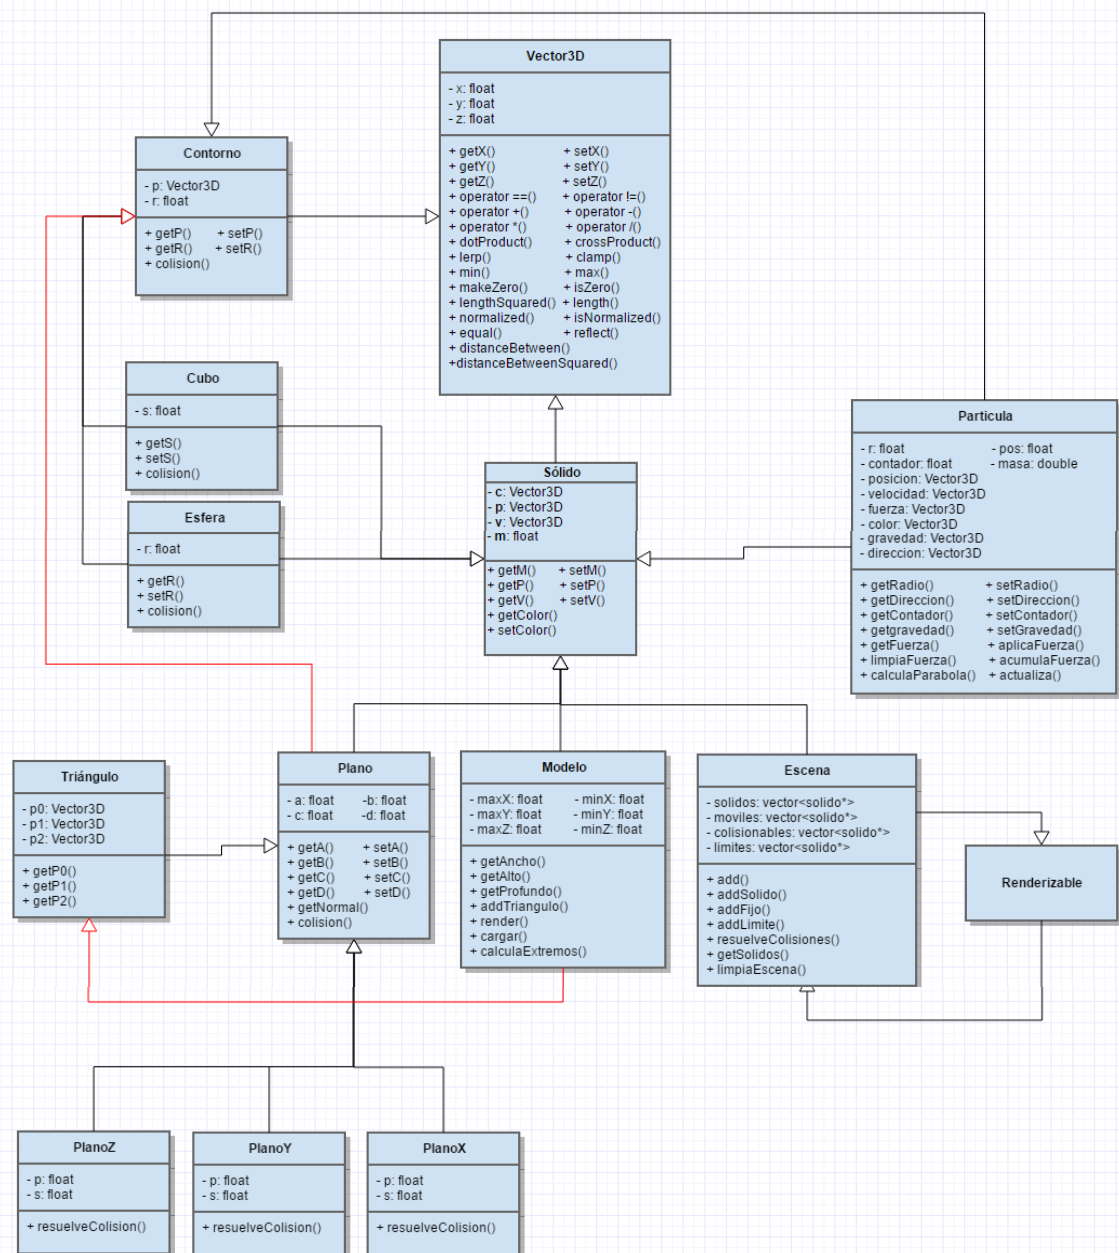 Vector3D
- x: float
- y: float
- z: float
+ getX() + setX()
+ getY() + setY()
+ getZ() + setZ()
+ operator ==() + operator !=()
+ operator +() + operator -()
+ operator *() + operator /()
+ dotProduct() + crossProduct()
+ lerp() + clamp()
+ min() + max()
+ makeZero() + isZero()
+ lengthSquared() + length()
+ normalized() + isNormalized()
+ equal() + reflect()
+ distanceBetween()
+distanceBetweenSquared()
Contorno
- p: Vector3D
- r: float
+ getP() + setP()
+ getR() + setR()
+ colision()
Cubo
- s: float
+ getS()
+ setS()
+ colision()
Esfera
- r: float
+ getR()
+ setR()
+ colision()
Sólido
- c: Vector3D
- p: Vector3D
- v: Vector3D
- m: float
+ getM() + setM()
+ getP() + setP()
+ getV() + setV()
+ getColor()
+ setColor()
Particula
- r: float - pos: float
- contador: float - masa: double
- posicion: Vector3D
- velocidad: Vector3D
- fuerza: Vector3D
- color: Vector3D
- gravedad: Vector3D
- direccion: Vector3D
+ getRadio() + setRadio()
+ getDireccion() + setDireccion()
+ getContador() + setContador()
+ getgravedad() + setGravedad()
+ getFuerza() + aplicaFuerza()
+ limpiaFuerza() + acumulaFuerza()
+ calculaParabola() + actualiza()
Triángulo
- p0: Vector3D
- p1: Vector3D
- p2: Vector3D
+ getP0()
+ getP1()
+ getP2()
Plano
- a: float -b: float
- c: float -d: float
+ getA() + setA()
+ getB() + setB()
+ getC() + setC()
+ getD() + setD()
+ getNormal()
+ colision()
Modelo
- maxX: float - minX: float
- maxY: float - minY: float
- maxZ: float - minZ: float
+ getAncho()
+ getAlto()
+ getProfundo()
+ addTriangulo()
+ render()
+ cargar()
+ calculaExtremos()
Escena
- solidos: vector<solido*>
- moviles: vector<solido*>
- colisionables: vector<solido*>
- limites: vector<solido*>
+ add()
+ addSolido()
+ addFijo()
+ addLimite()
+ resuelveColisiones()
+ getSolidos()
+ limpiaEscena()
Renderizable
PlanoZ
- p: float
- s: float
+ resuelveColision()
PlanoY
- p: float
- s: float
+ resuelveColision()
PlanoX
- p: float
- s: float
+ resuelveColision()